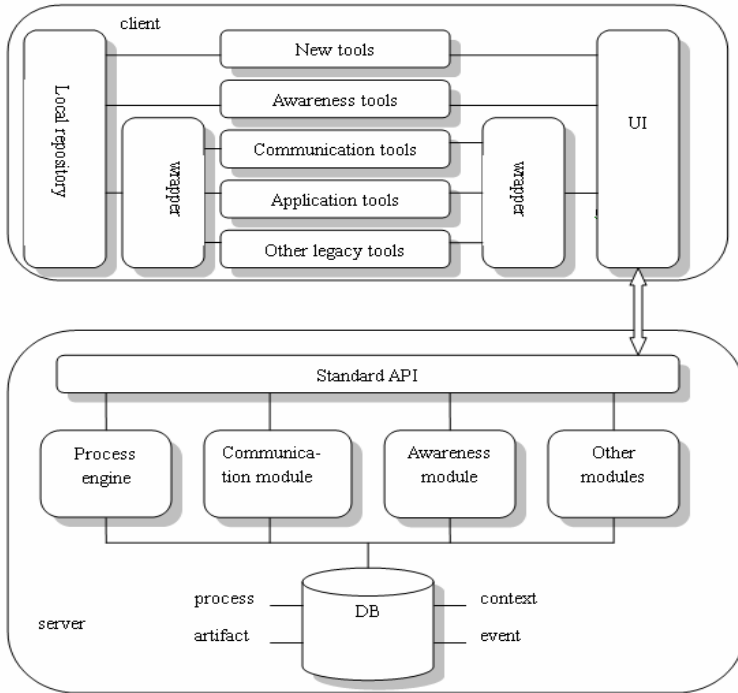 client
New tools
Awareness tools
Communication tools
Application tools
Other legacy tools
Local repository
wrapper
wrapper
UI
Standard API
Process
engine
Communica-
tion module
Awareness
module
Other
modules
process
artifact
DB
context
event
server